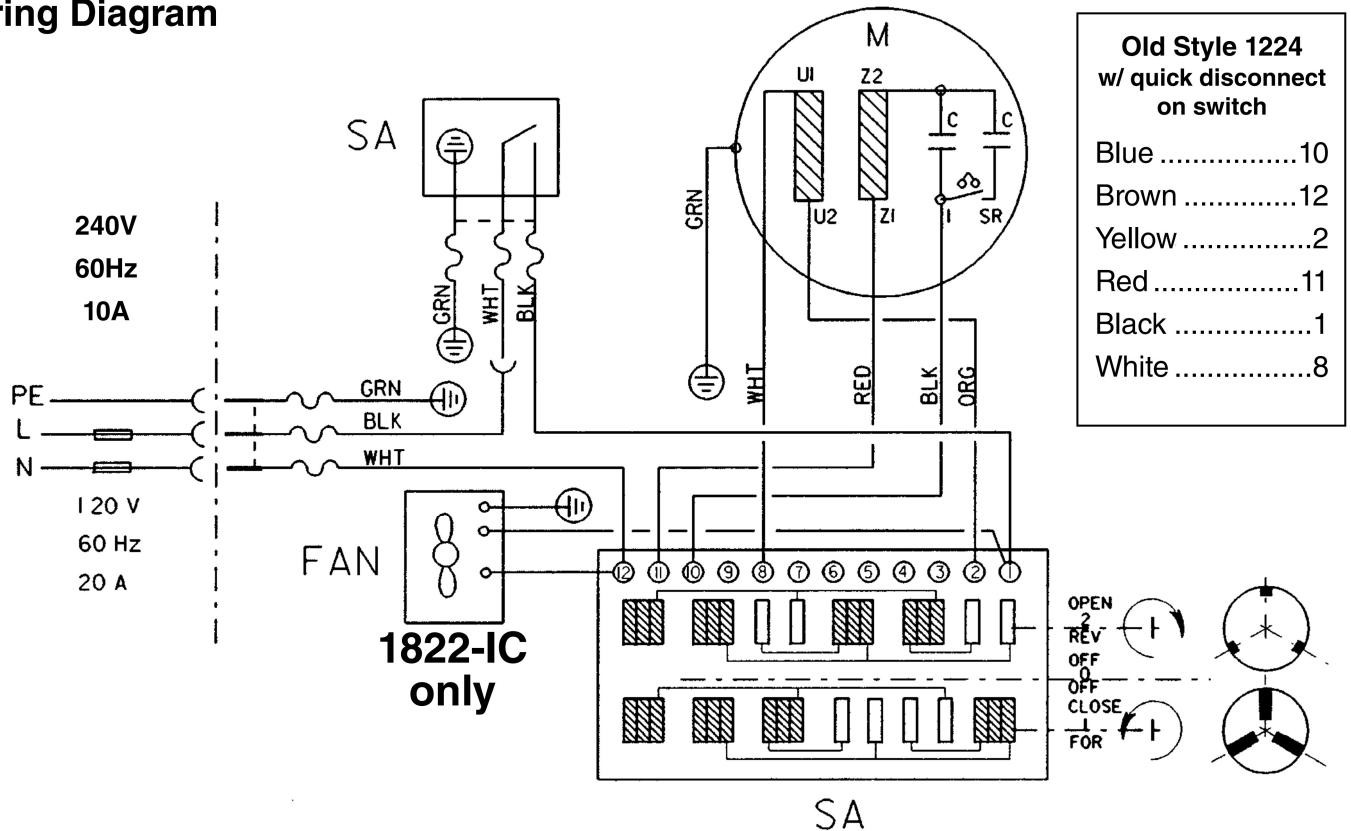 ring Diagram
M
U1
Z2
C
C
U2
Z1
1
SR
SA
GRN
GRN
WHT
BLK
240V
60Hz
10A
PE
L
N
GRN
BLK
WHT
120 V
60 Hz
20 A
WHT
RED
BLK
ORG
FAN
1822-IC
only
12 11 10 9 8 7 6 5 4 3 2 1
OPEN
2
REV
OFF
0
OFF
CLOSE
1
FOR
SA
Old Style 1224
w/ quick disconnect
on switch
Blue .................10
Brown ..............12
Yellow ...............2
Red ..................11
Black .................1
White .................8